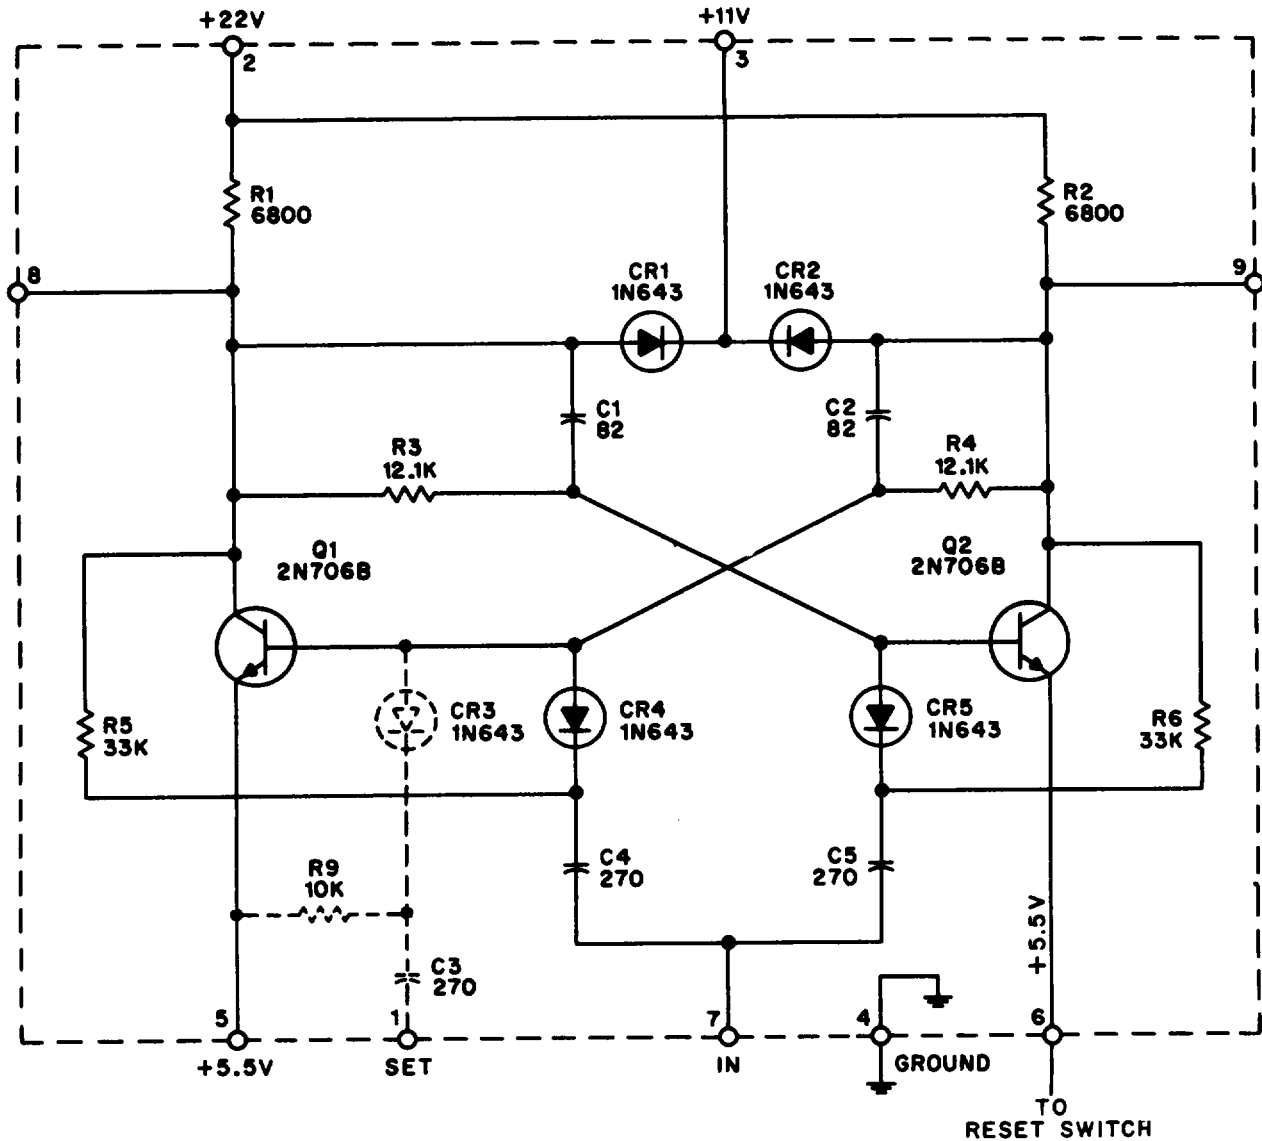 +22V
+11V
2
3
R1
6800
R2
6800
8
9
CR1
1N643
CR2
1N643
C1
82
C2
82
R3
12.1K
R4
12.1K
Q1
2N706B
Q2
2N706B
R5
33K
CR3
1N643
CR4
1N643
CR5
1N643
R6
33K
R9
10K
C4
270
C5
270
C3
270
+5.5V
5
1
7
4
6
+5.5V
SET
IN
GROUND
TO
RESET SWITCH